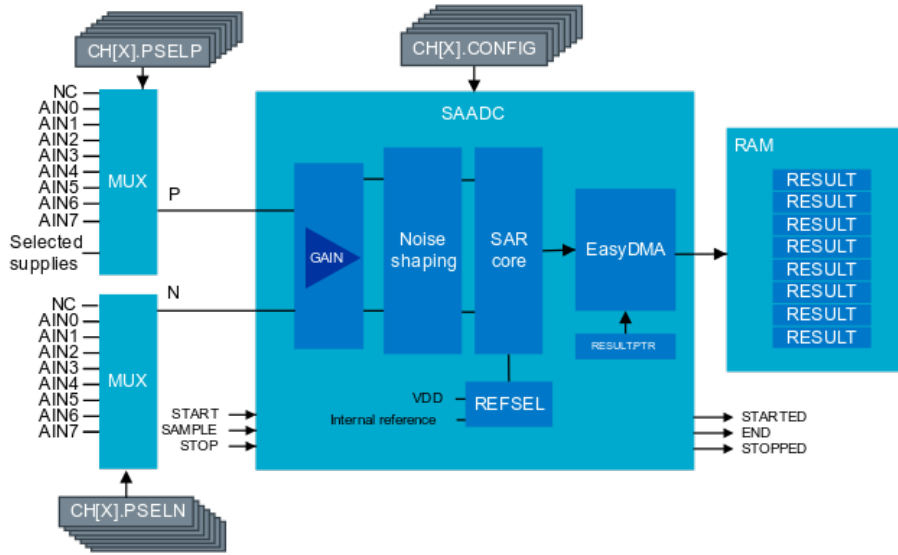 CH[X].PSELP
CH[X].CONFIG
NC
AIN0
AIN1
AIN2
AIN3
AIN4
AIN5
AIN6
AIN7
Selected
supplies
MUX
P
SAADC
GAIN
Noise
shaping
SAR
core
EasyDMA
RESULT.PTR
RAM
RESULT
RESULT
RESULT
RESULT
RESULT
RESULT
RESULT
RESULT
NC
AIN0
AIN1
AIN2
AIN3
AIN4
AIN5
AIN6
AIN7
MUX
N
VDD
Internal reference
REFSEL
START
SAMPLE
STOP
STARTED
END
STOPPED
CH[X].PSELN